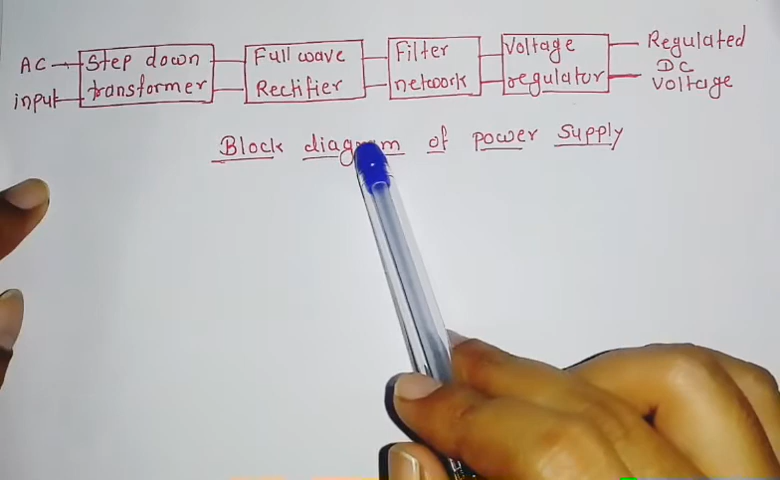 AC
input
Step down
transformer
Full wave
Rectifier
Filter
network
Voltage
regulator
Regulated
DC
Voltage
Block diagram of power Supply